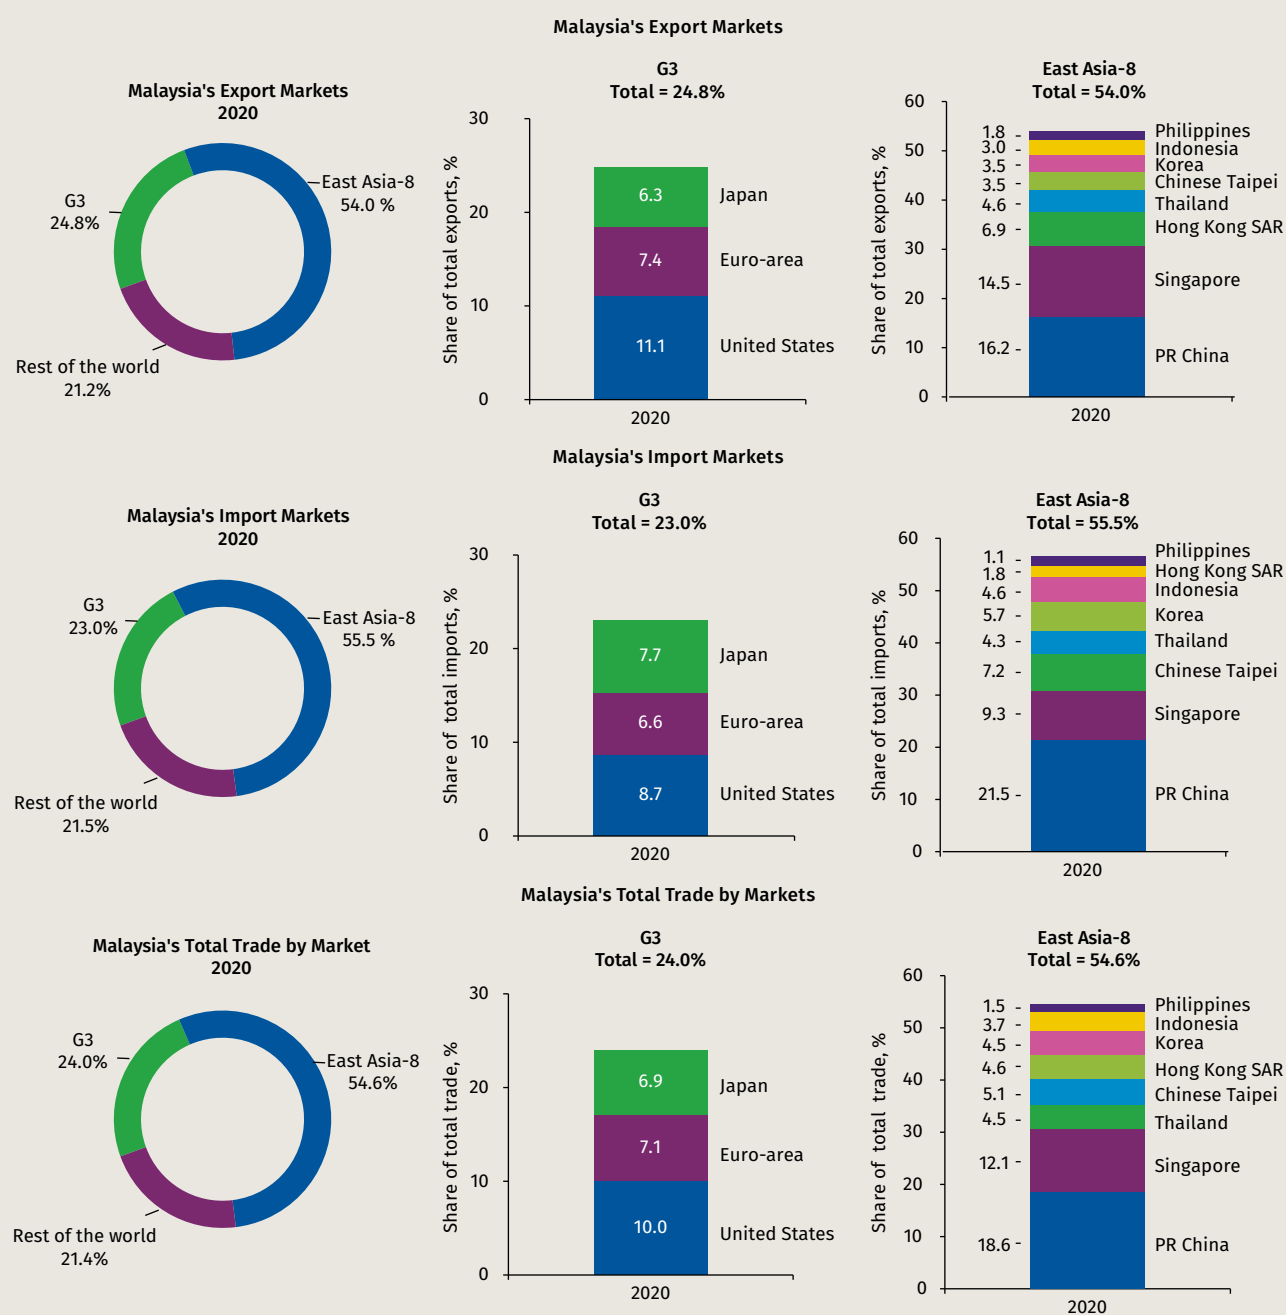 Malaysia's Export Markets
Malaysia's Export Markets
2020
G3
24.8%
East Asia-8
54.0 %
Rest of the world
21.2%
G3
Total = 24.8%
Share of total exports, %
30
20
10
0
6.3
Japan
7.4
Euro-area
11.1
United States
2020
East Asia-8
Total = 54.0%
Share of total exports, %
60
50
40
30
20
10
0
1.8 - Philippines
3.0 - Indonesia
3.5 - Korea
3.5 - Chinese Taipei
4.6 - Thailand
6.9 - Hong Kong SAR
14.5 - Singapore
16.2 - PR China
2020
Malaysia's Import Markets
Malaysia's Import Markets
2020
G3
23.0%
East Asia-8
55.5 %
Rest of the world
21.5%
G3
Total = 23.0%
Share of total imports, %
30
20
10
0
7.7
Japan
6.6
Euro-area
8.7
United States
2020
East Asia-8
Total = 55.5%
Share of total imports, %
60
50
40
30
20
10
0
1.1 - Philippines
1.8 - Hong Kong SAR
4.6 - Indonesia
5.7 - Korea
4.3 - Thailand
7.2 - Chinese Taipei
9.3 - Singapore
21.5 - PR China
2020
Malaysia's Total Trade by Markets
Malaysia's Total Trade by Market
2020
G3
24.0%
East Asia-8
54.6%
Rest of the world
21.4%
G3
Total = 24.0%
Share of total trade, %
30
20
10
0
6.9
Japan
7.1
Euro-area
10.0
United States
2020
East Asia-8
Total = 54.6%
Share of total trade, %
60
50
40
30
20
10
0
1.5 - Philippines
3.7 - Indonesia
4.5 - Korea
4.6 - Hong Kong SAR
5.1 - Chinese Taipei
4.5 - Thailand
12.1 - Singapore
18.6 - PR China
2020